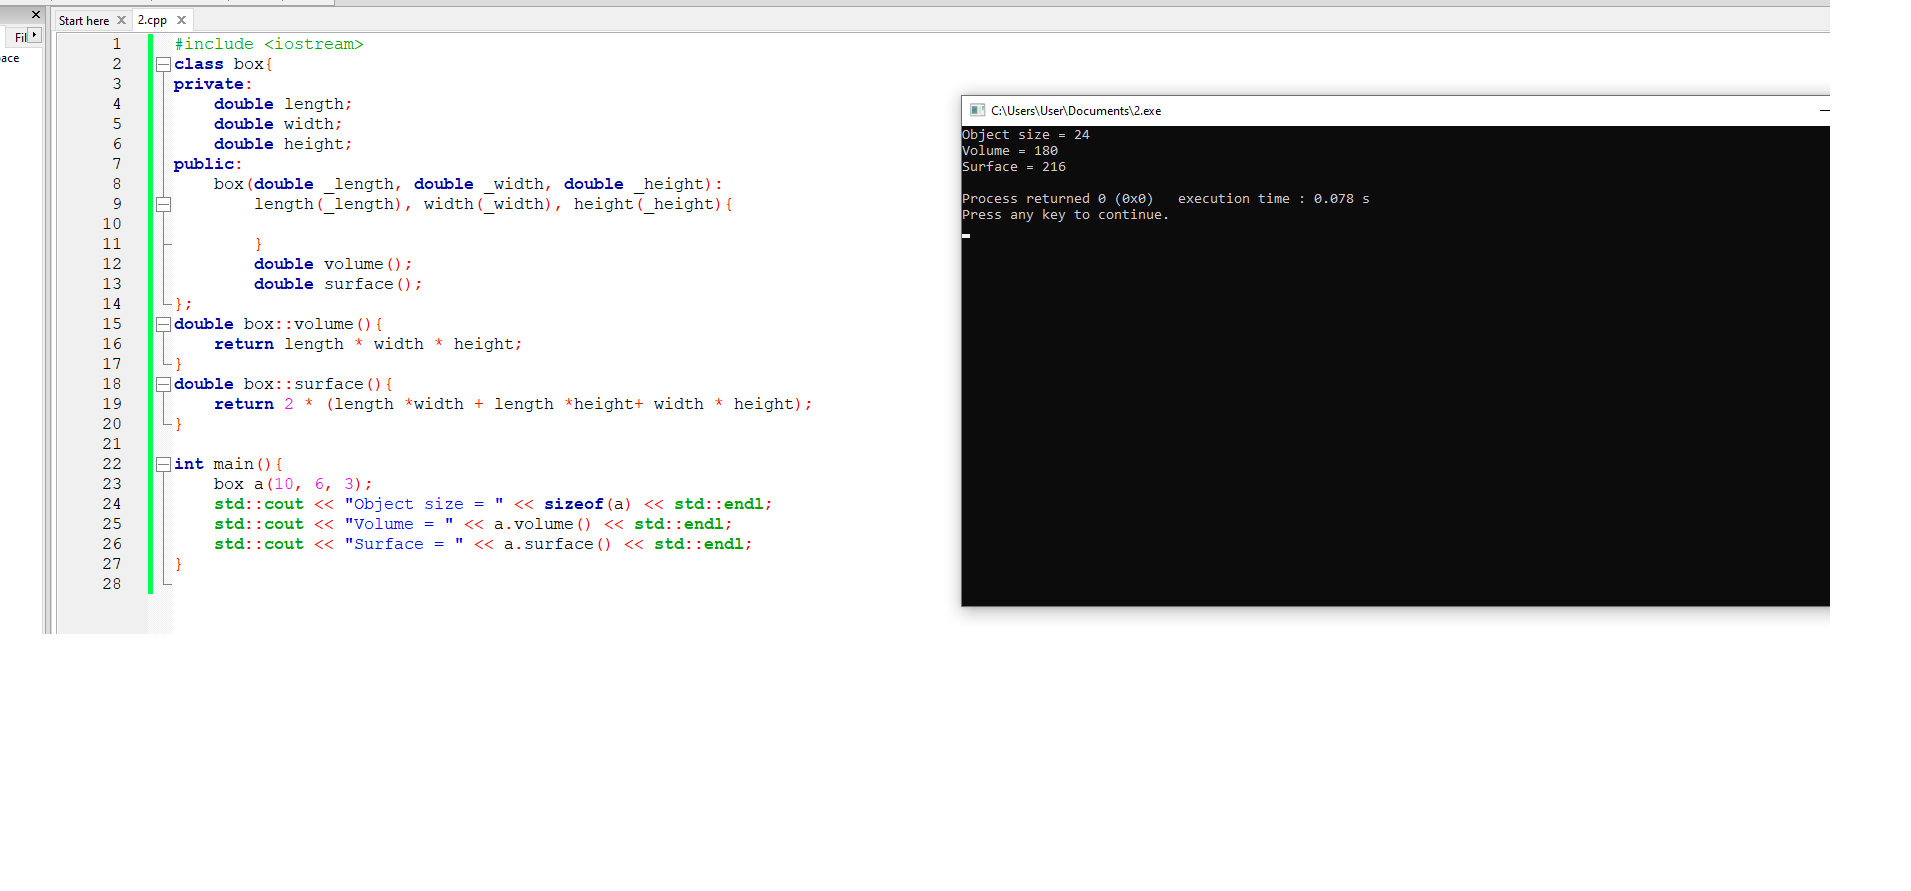 Start here
2.cpp
Fil
ace
1 #include <iostream>
2 class box{
3 private:
4     double length;
5     double width;
6     double height;
7 public:
8     box(double _length, double _width, double _height):
9         length(_length), width(_width), height(_height){
10
11         }
12         double volume();
13         double surface();
14 };
15 double box::volume(){
16     return length * width * height;
17 }
18 double box::surface(){
19     return 2 * (length *width + length *height+ width * height);
20 }
21
22 int main(){
23     box a(10, 6, 3);
24     std::cout << "Object size = " << sizeof(a) << std::endl;
25     std::cout << "Volume = " << a.volume() << std::endl;
26     std::cout << "Surface = " << a.surface() << std::endl;
27 }
28
C:\Users\User\Documents\2.exe
Object size = 24
Volume = 180
Surface = 216
Process returned 0 (0x0)   execution time : 0.078 s
Press any key to continue.